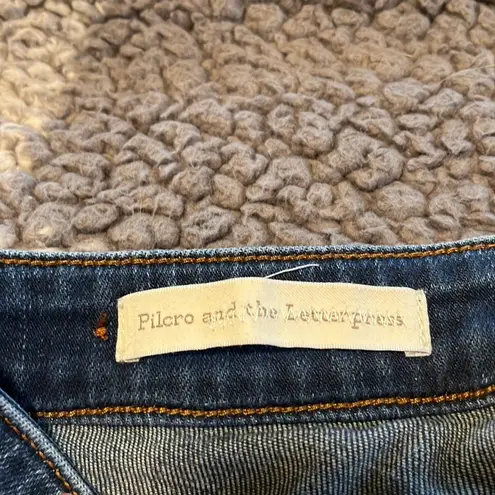 Pilcro and the Letterpress